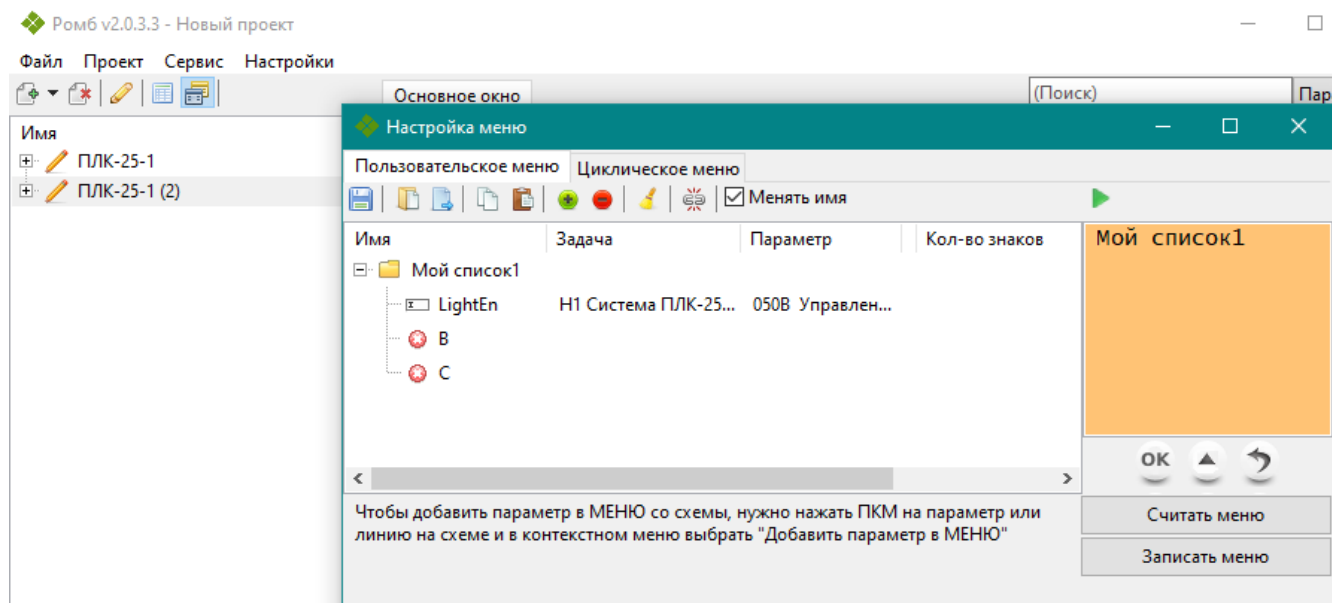 Ромб v2.0.3.3 - Новый проект
Файл Проект Сервис Настройки
Основное окно
(Поиск)
Пар
Имя
ПЛК-25-1
ПЛК-25-1 (2)
Настройка меню
Пользовательское меню Циклическое меню
Менять имя
Имя Задача Параметр Кол-во знаков
Мой список1
LightEn H1 Система ПЛК-25... 050B Управлен...
B
C
Мой список1
OK
Считать меню
Записать меню
Чтобы добавить параметр в МЕНЮ со схемы, нужно нажать ПКМ на параметр или
линию на схеме и в контекстном меню выбрать "Добавить параметр в МЕНЮ"